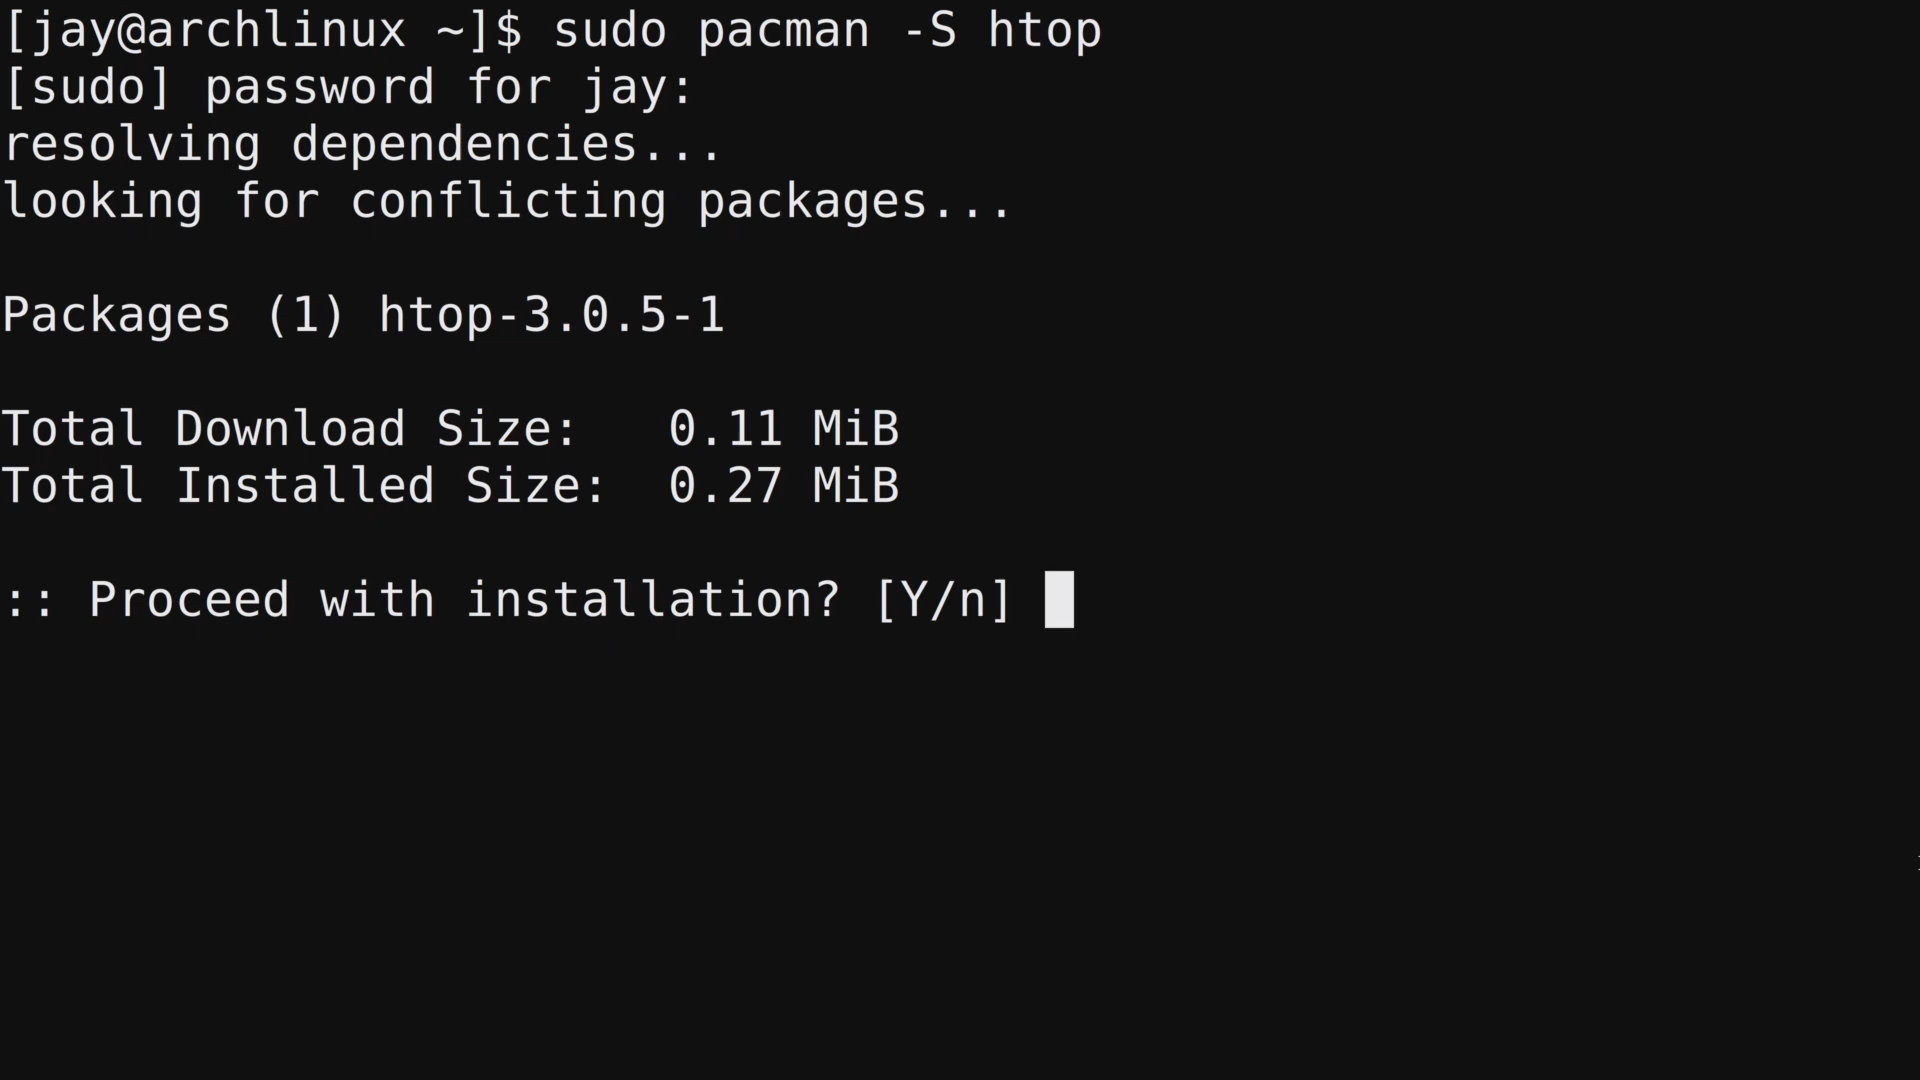 [jay@archlinux ~]$ sudo pacman -S htop
[sudo] password for jay:
resolving dependencies...
looking for conflicting packages...
Packages (1) htop-3.0.5-1
Total Download Size:   0.11 MiB
Total Installed Size:  0.27 MiB
:: Proceed with installation? [Y/n]